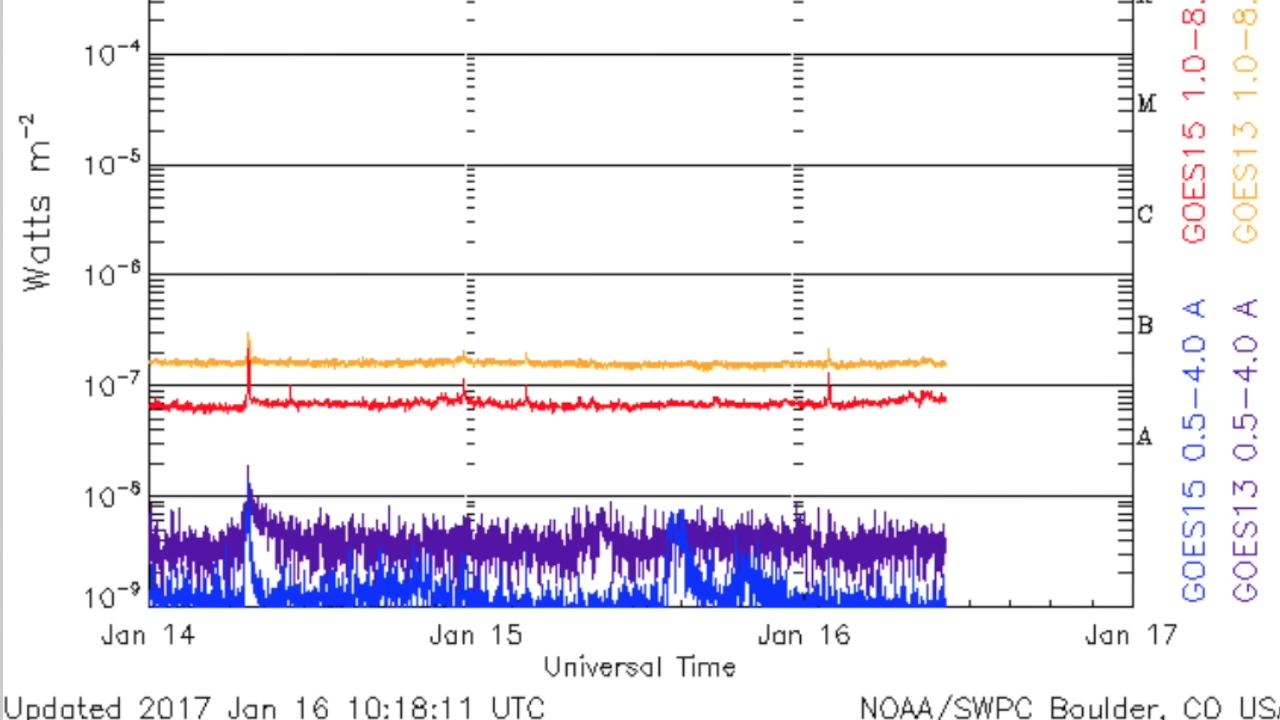 10⁻⁴
10⁻⁵
10⁻⁶
10⁻⁷
10⁻⁸
10⁻⁹
Watts m⁻²
M
C
B
A
Jan 14 Jan 15 Jan 16 Jan 17
Universal Time
GOES15 1.0-8.
GOES13 1.0-8.
GOES15 0.5-4.0 A
GOES13 0.5-4.0 A
Updated 2017 Jan 16 10:18:11 UTC
NOAA/SWPC Boulder, CO